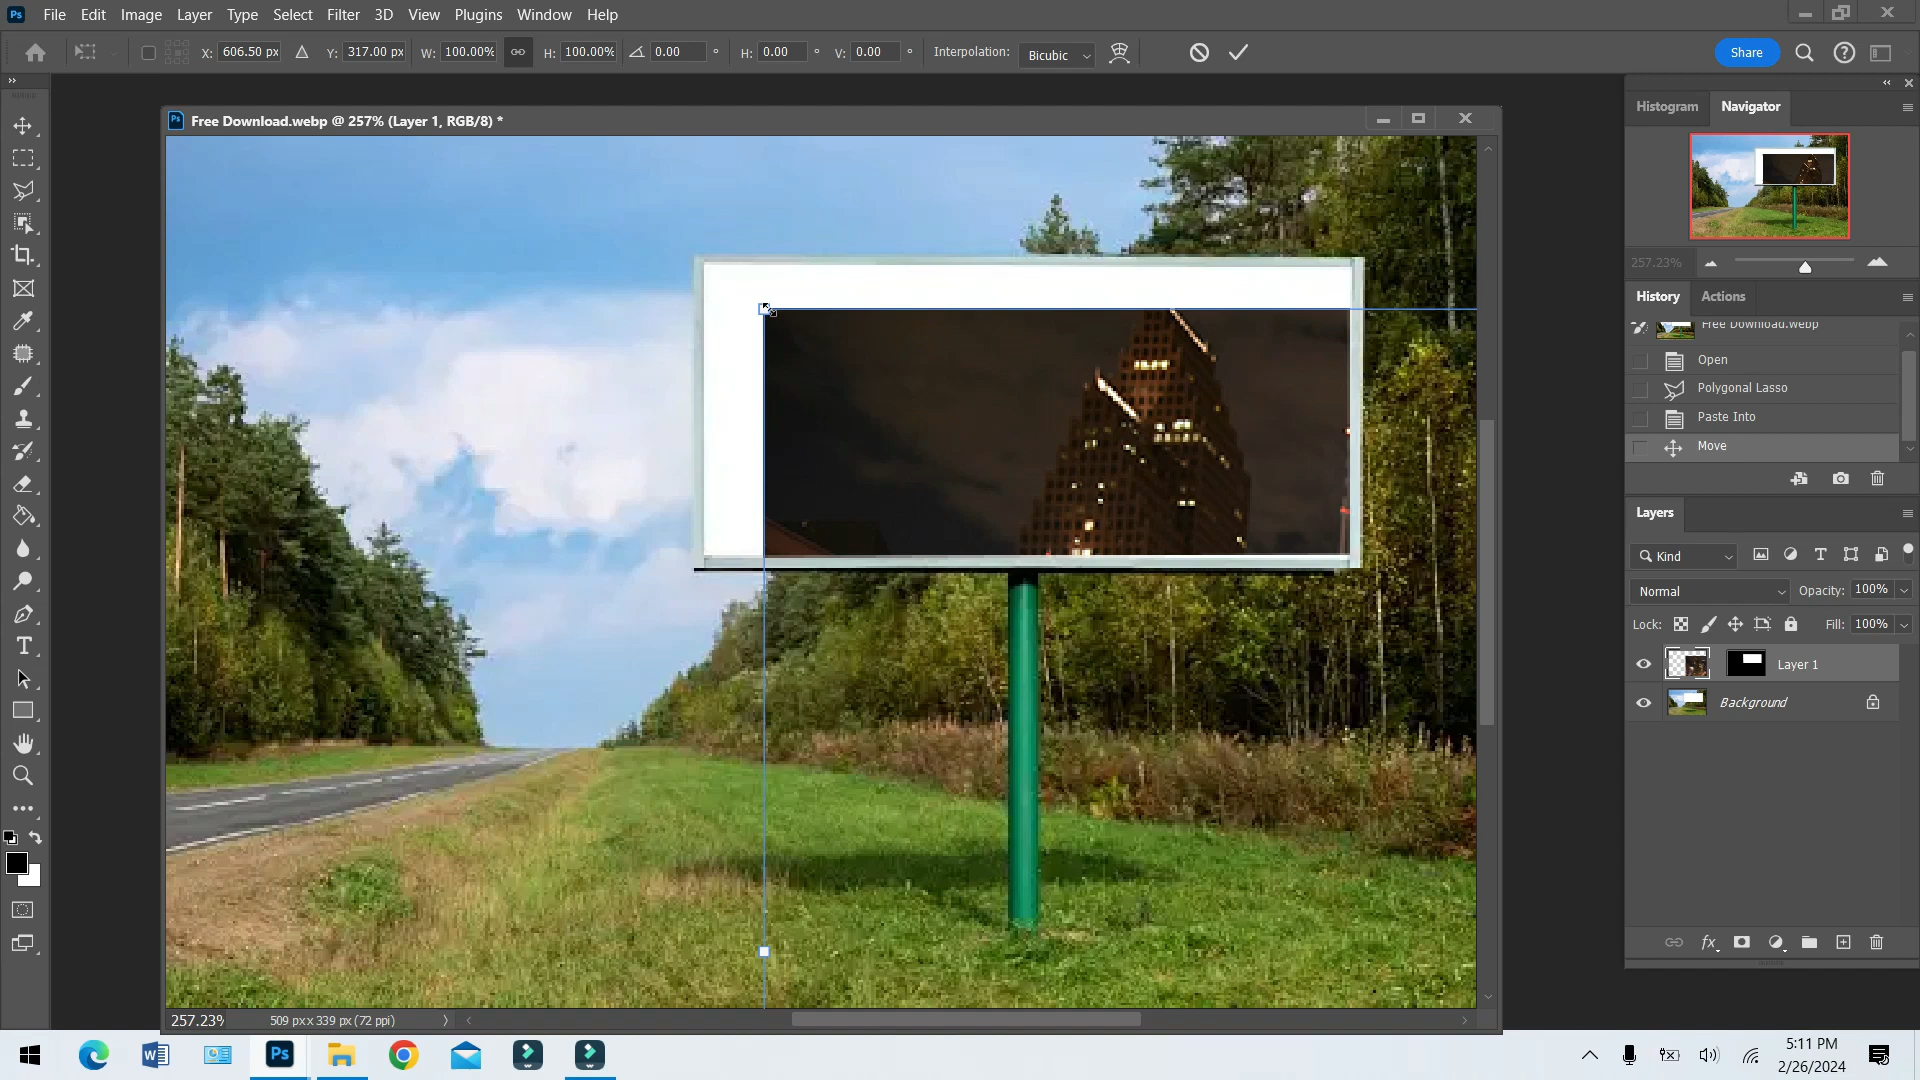 Ps File Edit Image Layer Type Select Filter 3D View Plugins Window Help
X: 606.50 px Y: 317.00 px W: 100.00% H: 100.00% 0.00 ° H: 0.00 ° V: 0.00 ° Interpolation: Bicubic Share
Histogram Navigator
Ps Free Download.webp @ 257% (Layer 1, RGB/8) *
257.23%
History Actions
Free Download.webp
Open
Polygonal Lasso
Paste Into
Move
Layers
Kind
Normal Opacity: 100%
Lock: Fill: 100%
Layer 1
Background
fx
257.23% 509 px x 339 px (72 ppi)
Ps
5:11 PM
2/26/2024